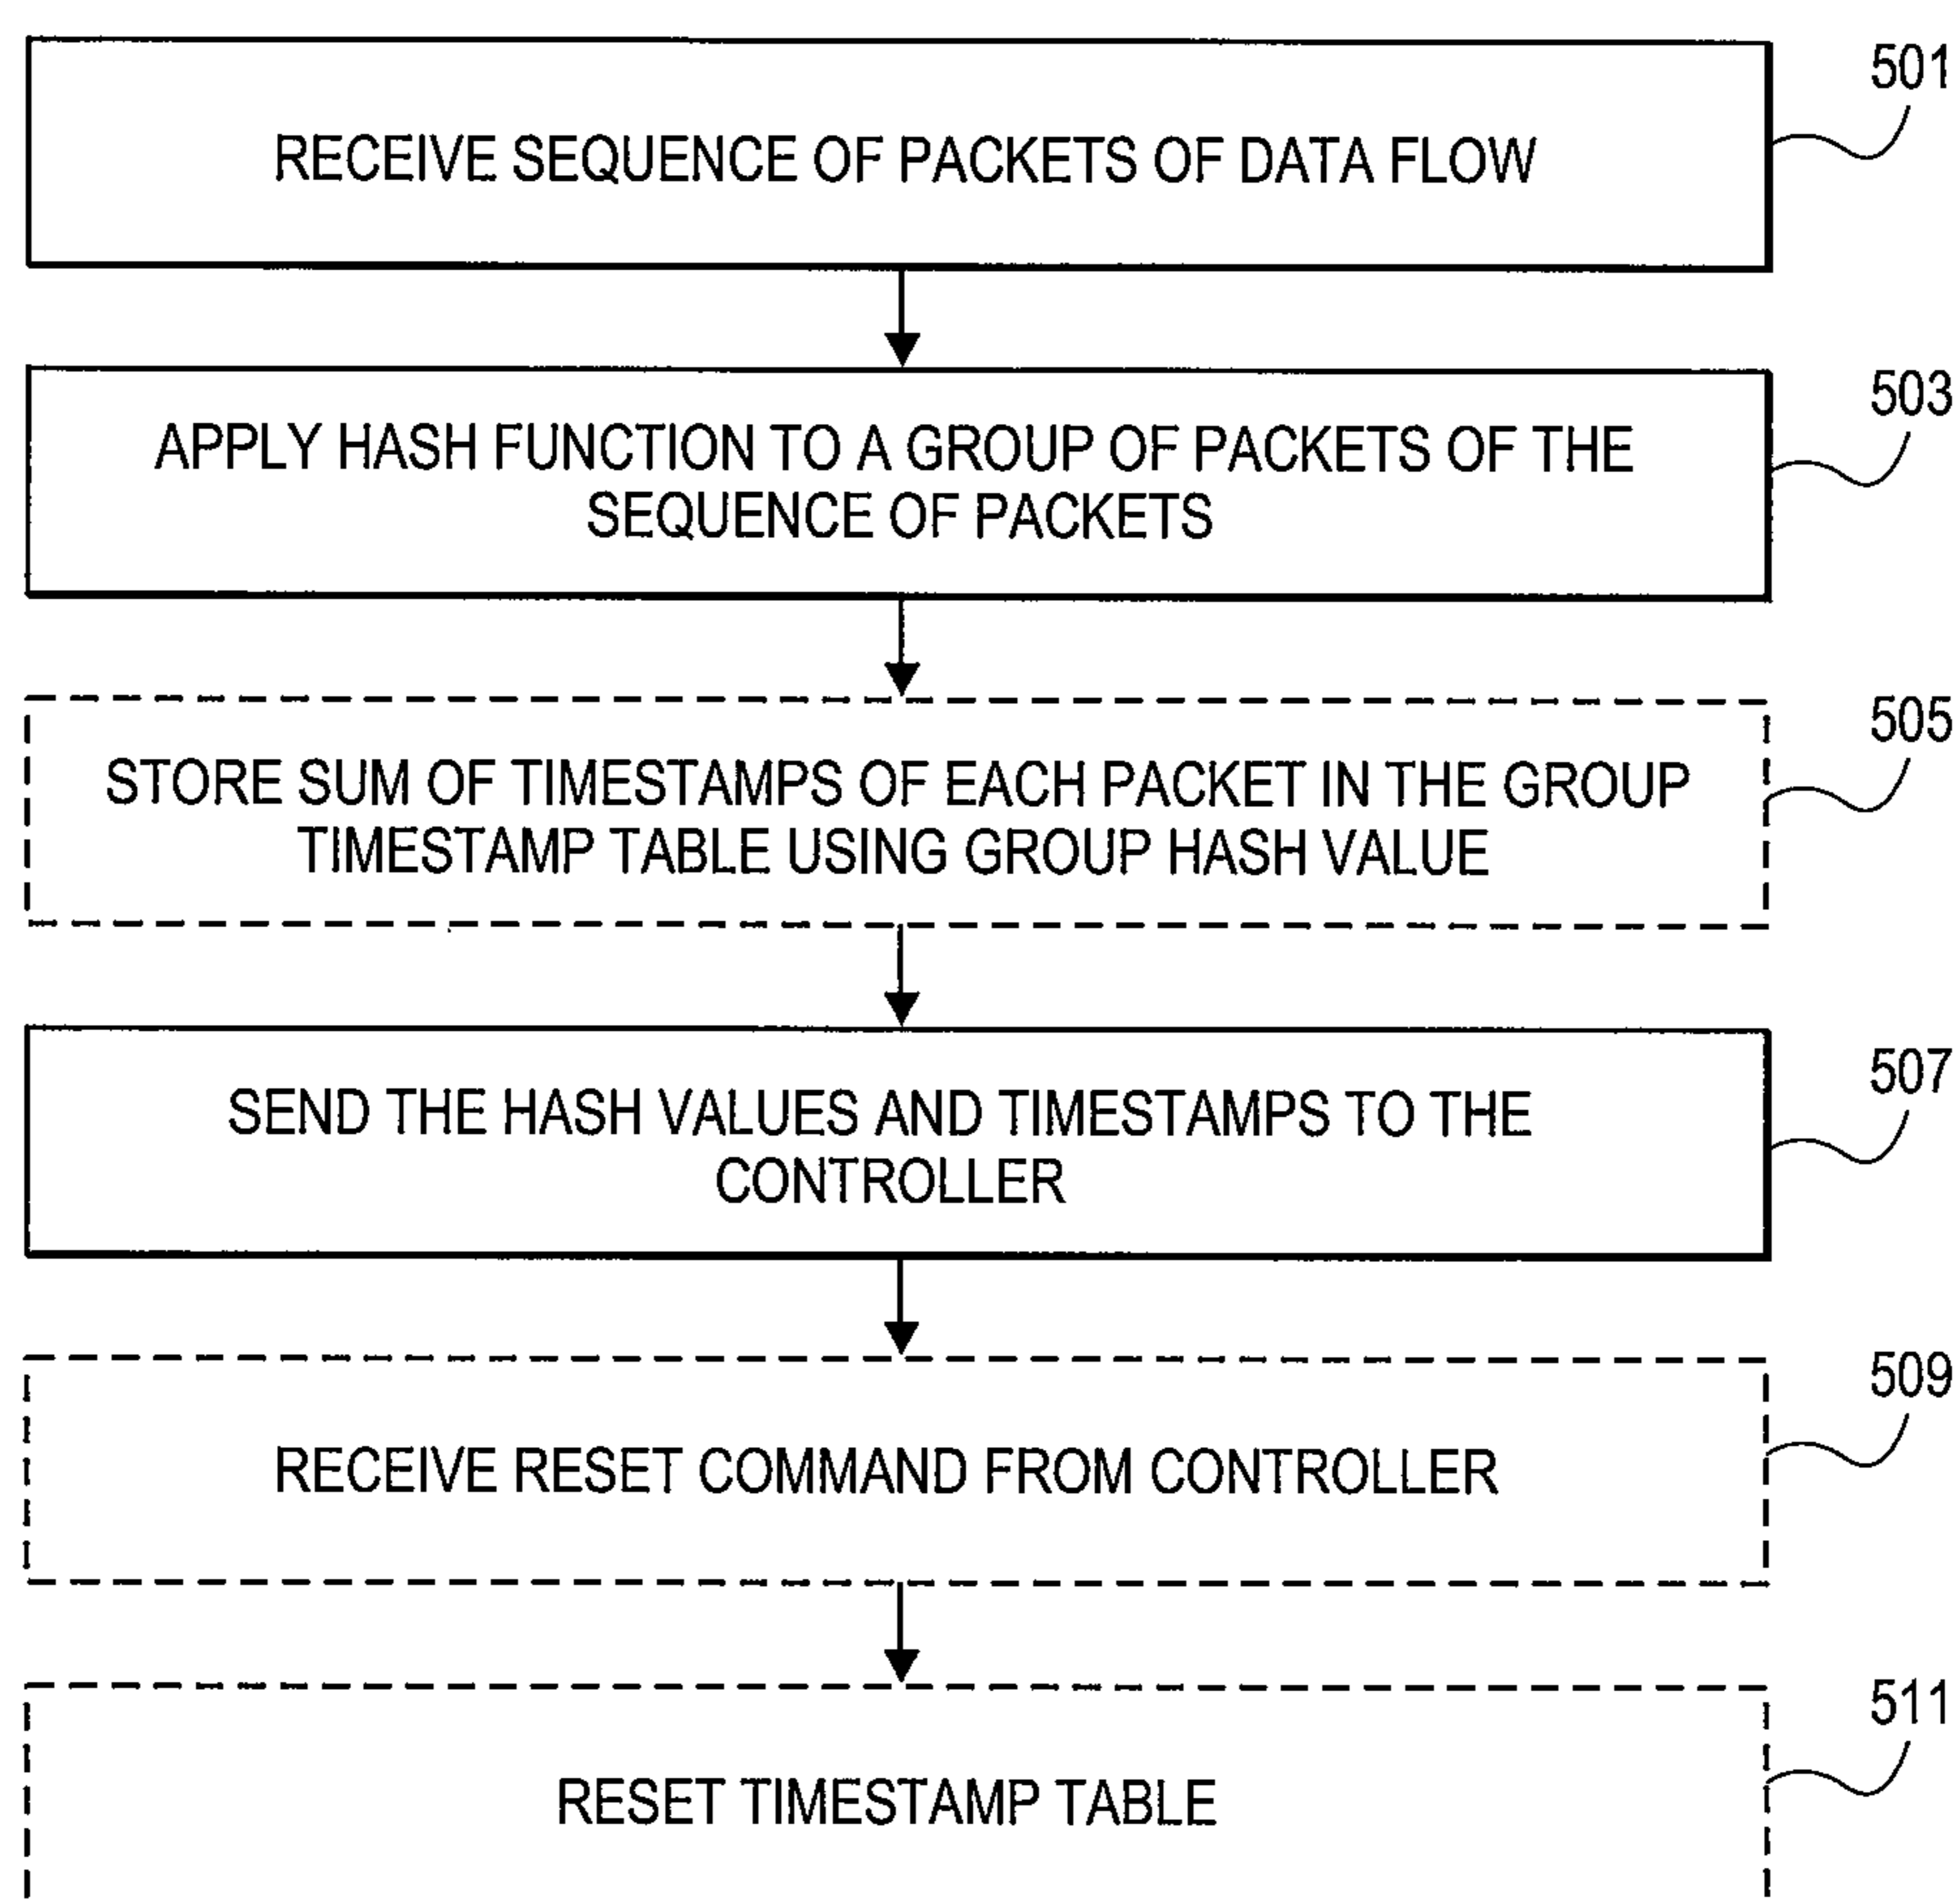 501
RECEIVE SEQUENCE OF PACKETS OF DATA FLOW
503
APPLY HASH FUNCTION TO A GROUP OF PACKETS OF THE
SEQUENCE OF PACKETS
505
STORE SUM OF TIMESTAMPS OF EACH PACKET IN THE GROUP
TIMESTAMP TABLE USING GROUP HASH VALUE
507
SEND THE HASH VALUES AND TIMESTAMPS TO THE
CONTROLLER
509
RECEIVE RESET COMMAND FROM CONTROLLER
511
RESET TIMESTAMP TABLE